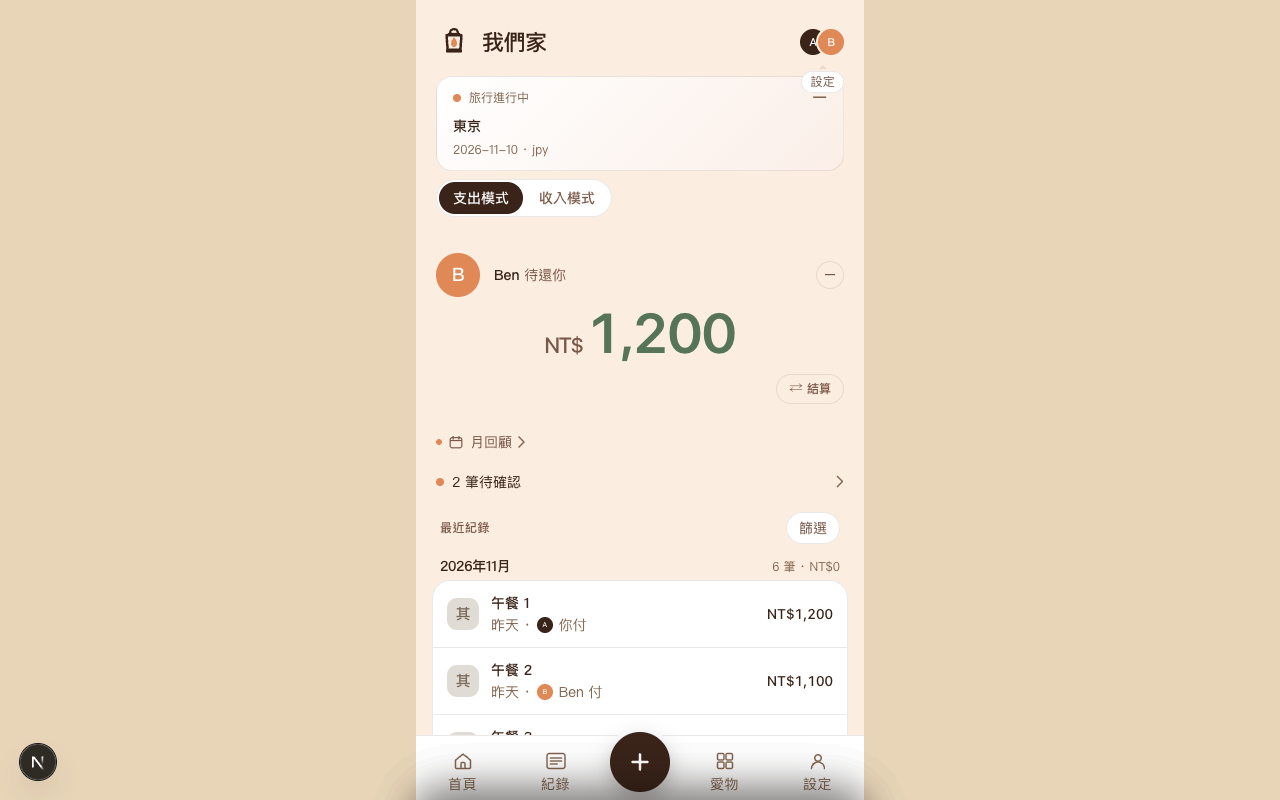 我們家
A
B
設定
旅行進行中
東京
2026-11-10 · jpy
支出模式
收入模式
B
Ben 待還你
NT$ 1,200
結算
月回顧
2 筆待確認
最近紀錄
篩選
2026年11月
6 筆 · NT$0
其
午餐 1
昨天 · A 你付
NT$1,200
其
午餐 2
昨天 · B Ben 付
NT$1,100
N
首頁
紀錄
愛物
設定